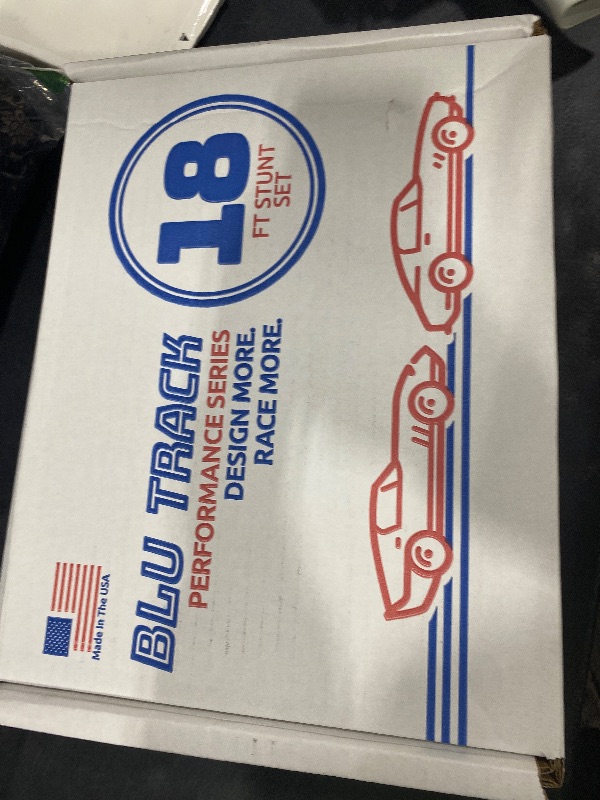 Made In The USA
BLU TRACK
PERFORMANCE SERIES
DESIGN MORE.
RACE MORE.
18
FT STUNT
SET